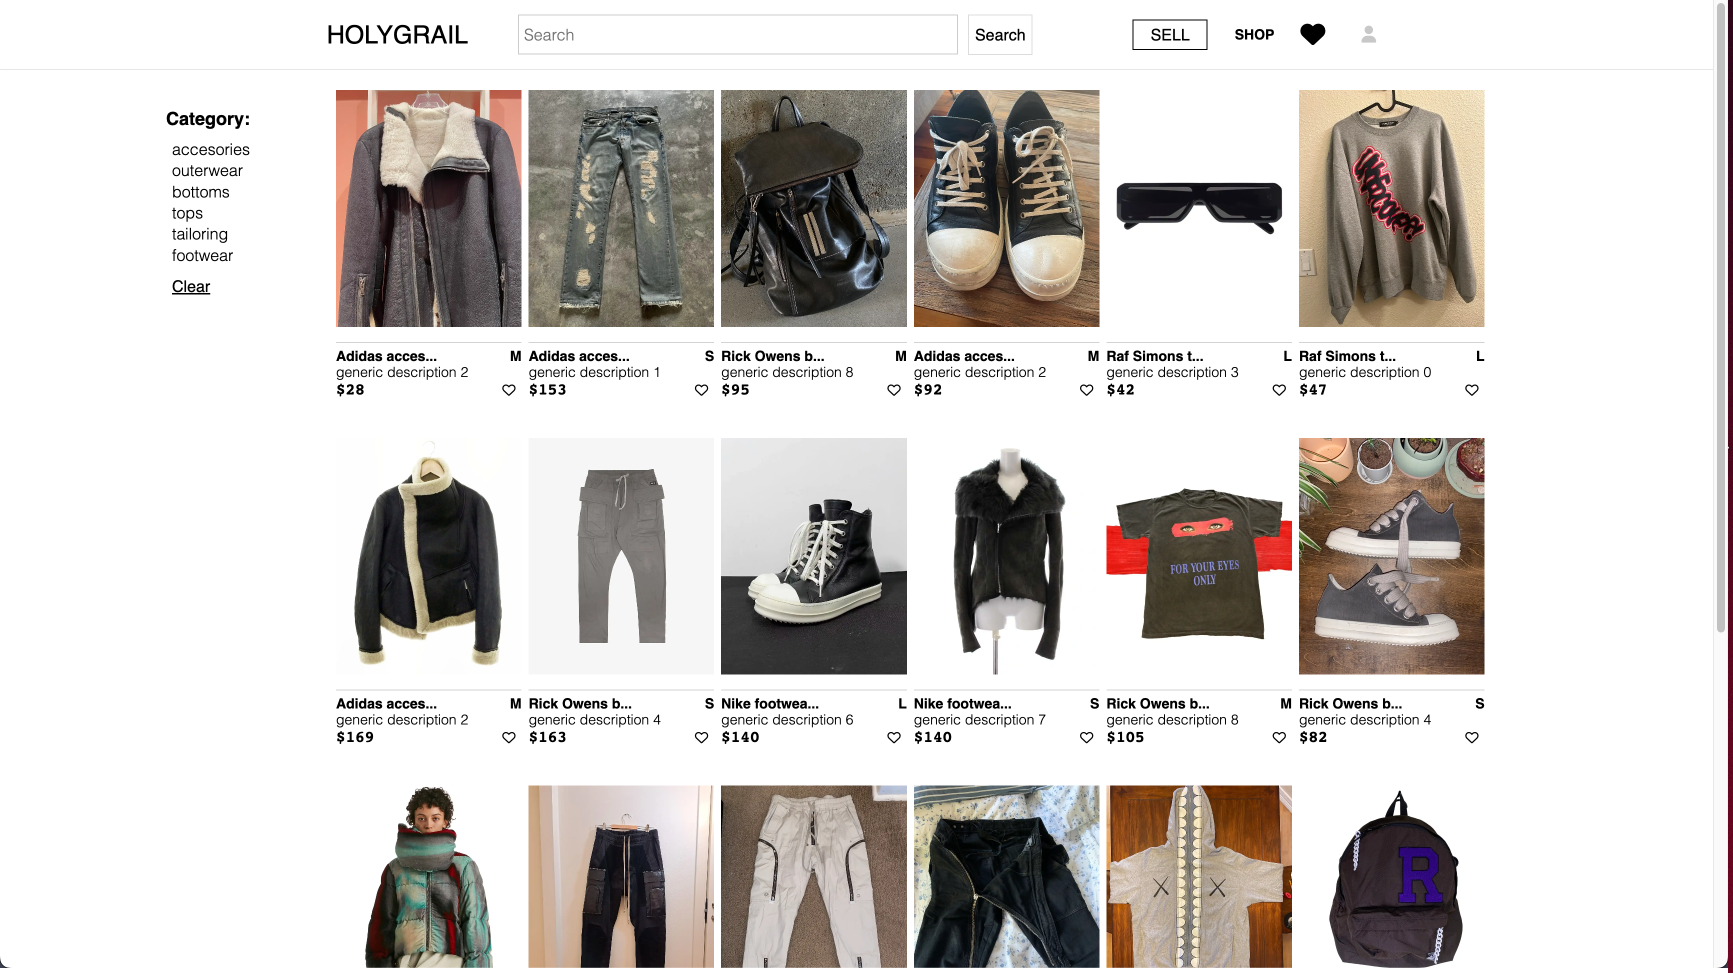 HOLYGRAIL
Search
Search
SELL
SHOP
Category:
accesories
outerwear
bottoms
tops
tailoring
footwear
Clear
Adidas acces... M
generic description 2
$28
Adidas acces... S
generic description 1
$153
Rick Owens b... M
generic description 8
$95
Adidas acces... M
generic description 2
$92
Raf Simons t... L
generic description 3
$42
Raf Simons t... L
generic description 0
$47
FOR YOUR EYES
ONLY
Adidas acces... M
generic description 2
$169
Rick Owens b... S
generic description 4
$163
Nike footwea... L
generic description 6
$140
Nike footwea... S
generic description 7
$140
Rick Owens b... M
generic description 8
$105
Rick Owens b... S
generic description 4
$82
R